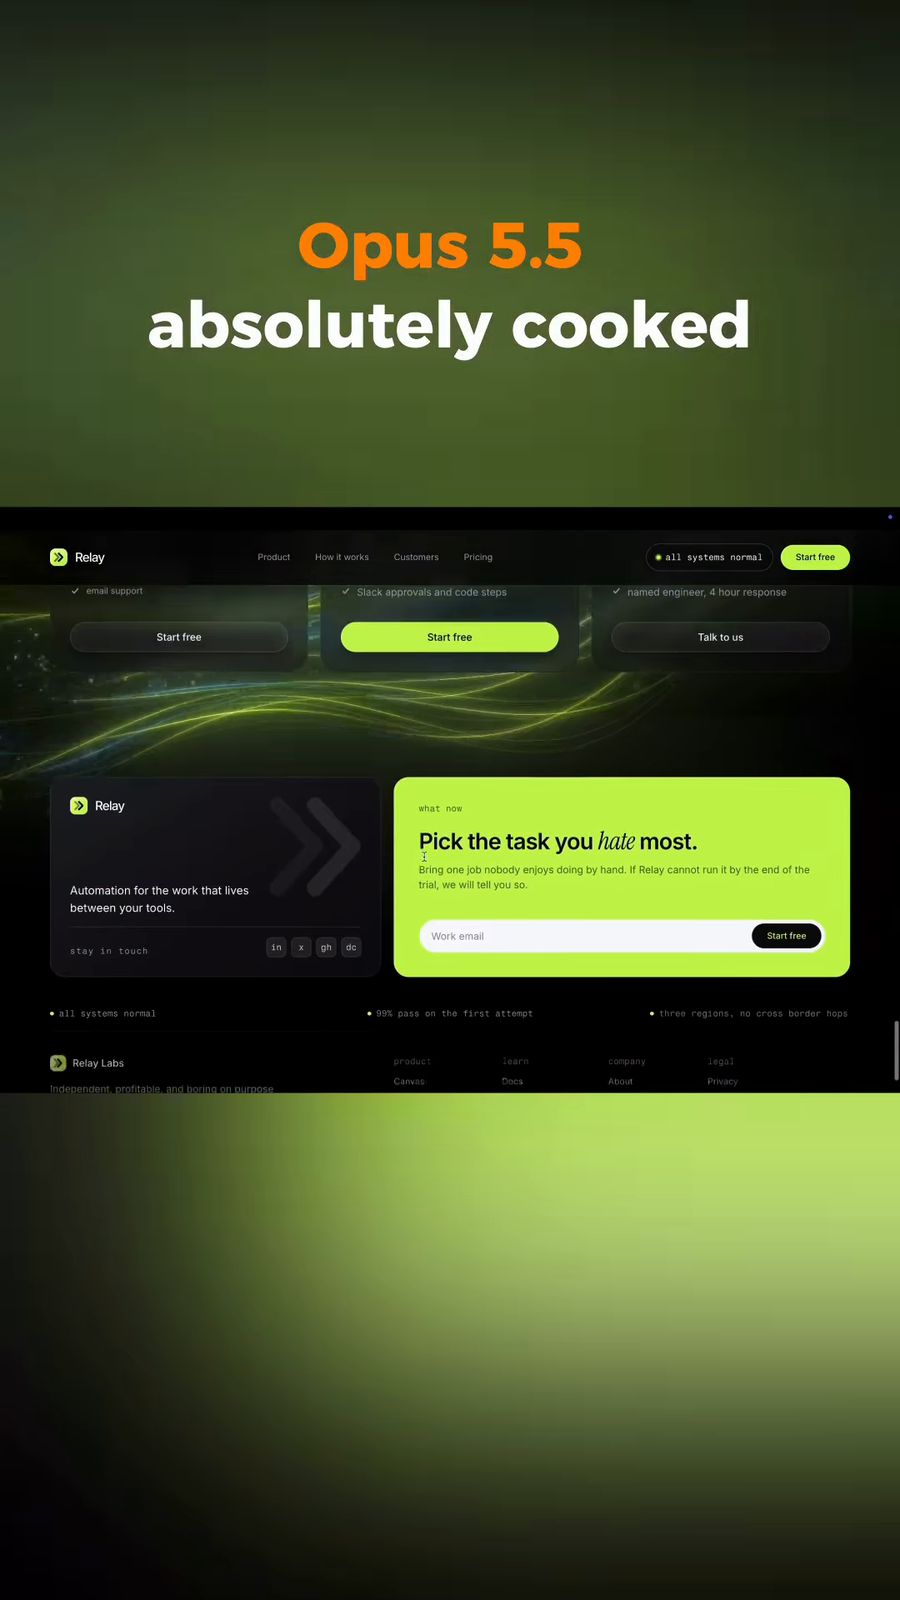 Opus 5.5
absolutely cooked
Relay
Product How it works Customers Pricing
all systems normal
Start free
email support
Slack approvals and code steps
named engineer, 4 hour response
Start free
Start free
Talk to us
Relay
Automation for the work that lives
between your tools.
stay in touch
in x gh dc
what now
Pick the task you hate most.
Bring one job nobody enjoys doing by hand. If Relay cannot run it by the end of the
trial, we will tell you so.
Work email
Start free
all systems normal
99% pass on the first attempt
three regions, no cross border hops
Relay Labs
Independent, profitable, and boring on purpose
product learn company legal
Canvas Docs About Privacy